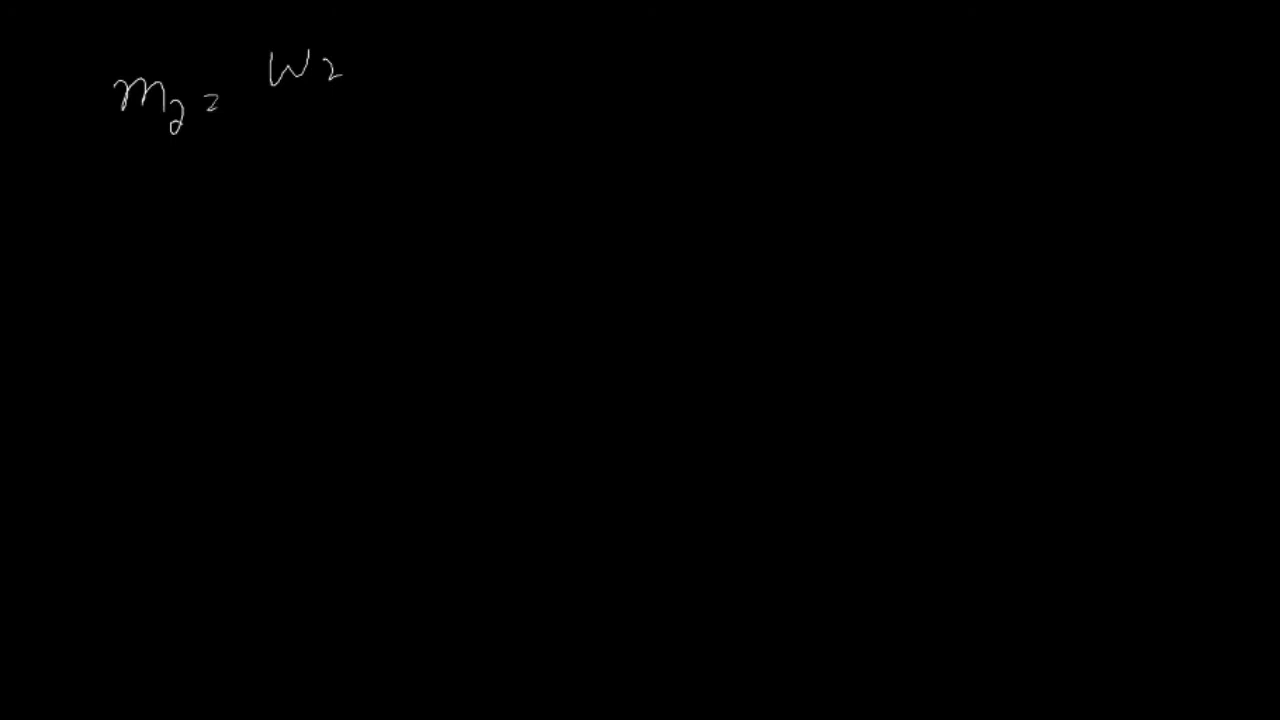 m₂ = W₂